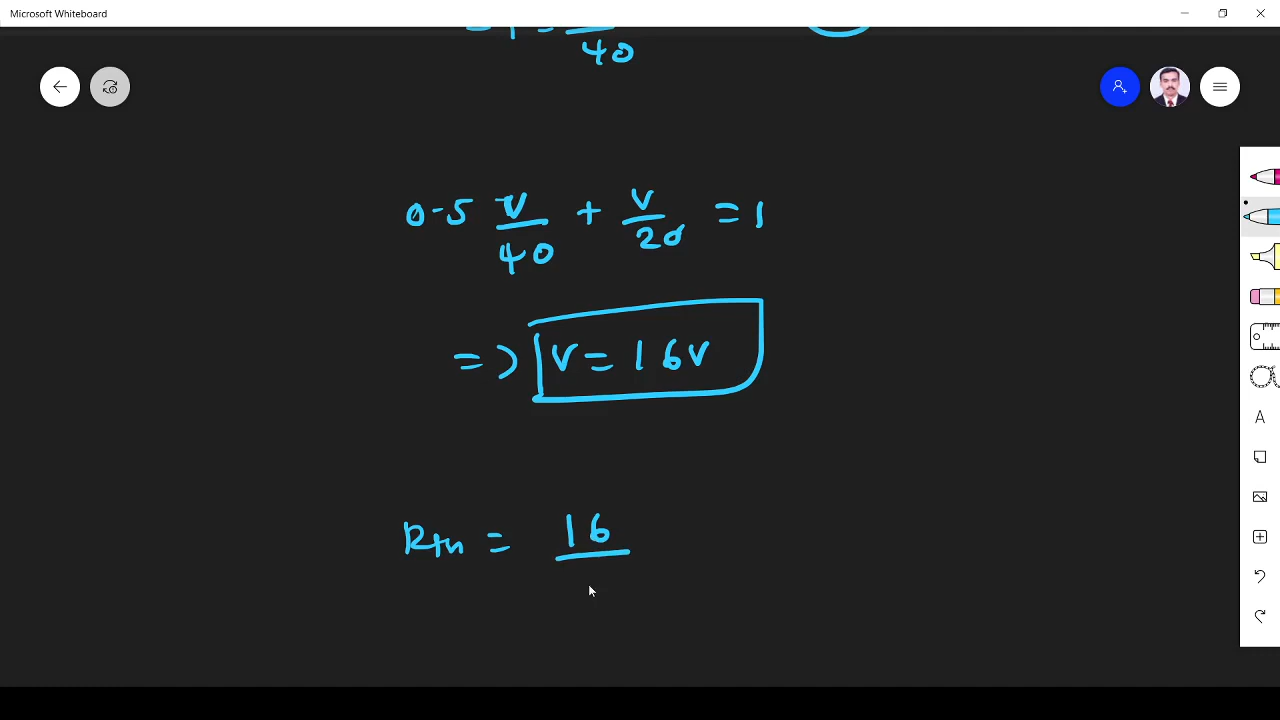 Microsoft Whiteboard
40
0.5 V/40 + V/20 = 1
=> V = 16V
Rth = 16
A